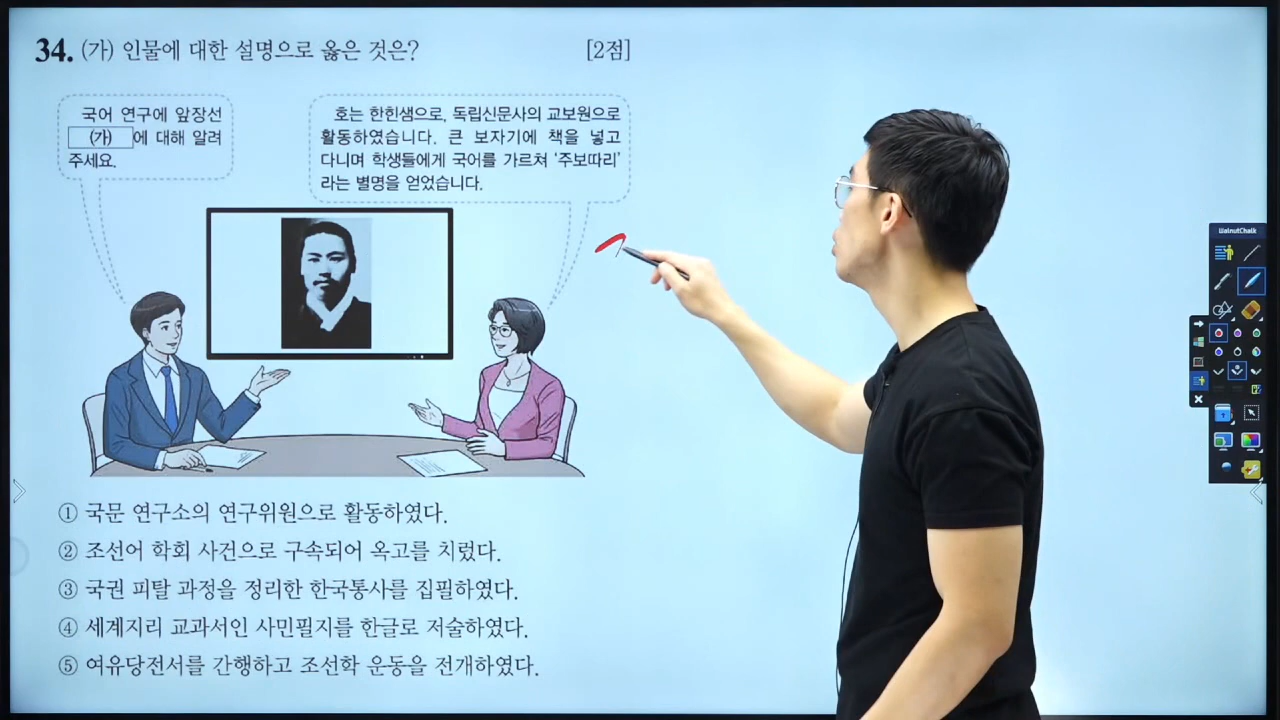 34. (가) 인물에 대한 설명으로 옳은 것은? [2점]
국어 연구에 앞장선
(가) 에 대해 알려
주세요.
호는 한힌샘으로, 독립신문사의 교보원으로
활동하였습니다. 큰 보자기에 책을 넣고
다니며 학생들에게 국어를 가르쳐 '주보따리'
라는 별명을 얻었습니다.
① 국문 연구소의 연구위원으로 활동하였다.
② 조선어 학회 사건으로 구속되어 옥고를 치렀다.
③ 국권 피탈 과정을 정리한 한국통사를 집필하였다.
④ 세계지리 교과서인 사민필지를 한글로 저술하였다.
⑤ 여유당전서를 간행하고 조선학 운동을 전개하였다.
WalnutChalk